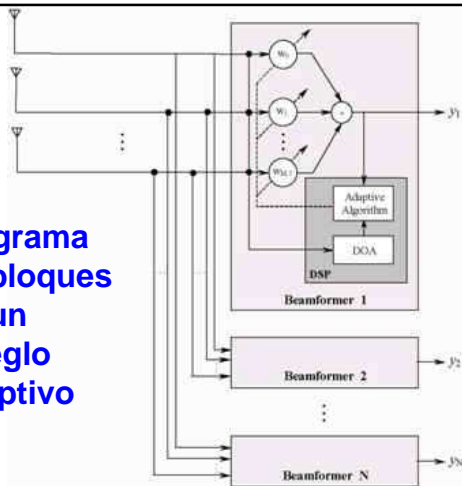 grama
bloques
un
eglo
ptivo
w₀
w₁
w_M-1
+
y₁
Adaptive
Algorithm
DOA
DSP
Beamformer 1
Beamformer 2
y₂
Beamformer N
y_N